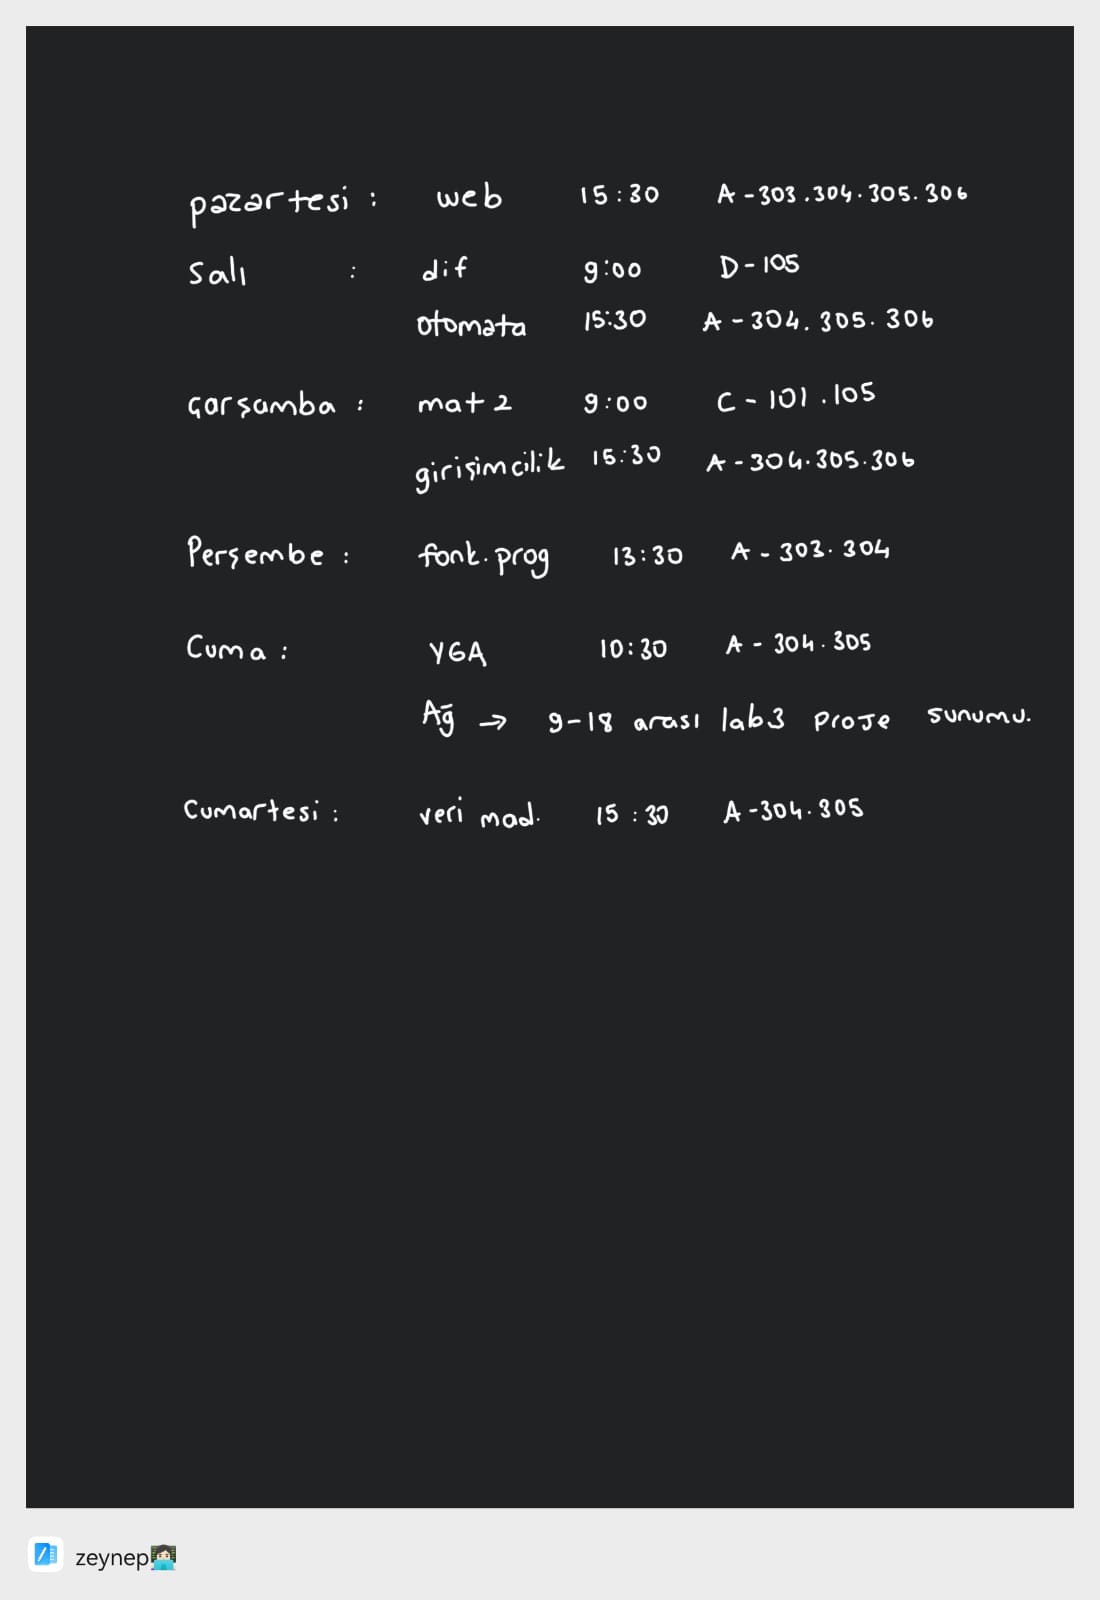 pazartesi : web 15:30 A-303.304.305.306
Salı : dif 9:00 D-105
otomata 15:30 A-304.305.306
Çarşamba : mat 2 9:00 C-101.105
girişimcilik 15:30 A-304.305.306
Perşembe : font.prog 13:30 A-303.304
Cuma : YGA 10:30 A-304.305
Ağ → 9-18 arası lab3 proje sunumu.
Cumartesi : veri mad. 15:30 A-304.305
zeynep👩🏻‍💻